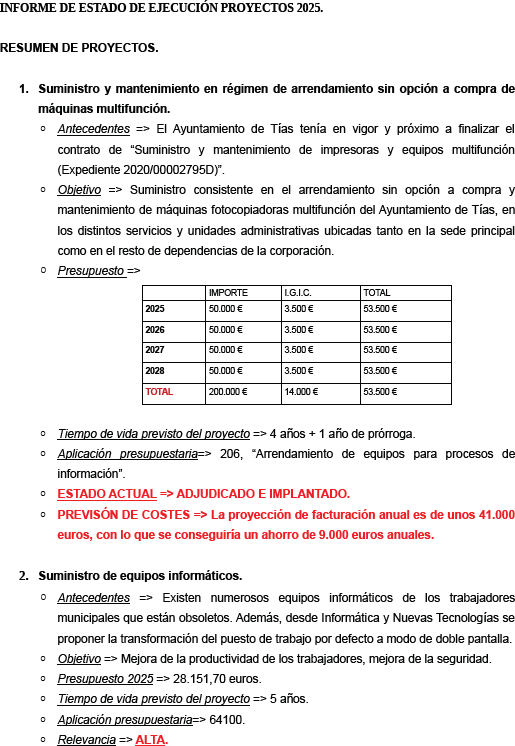 INFORME DE ESTADO DE EJECUCIÓN PROYECTOS 2025.
RESUMEN DE PROYECTOS.
1. Suministro y mantenimiento en régimen de arrendamiento sin opción a compra de
máquinas multifunción.
○ Antecedentes => El Ayuntamiento de Tías tenía en vigor y próximo a finalizar el
contrato de “Suministro y mantenimiento de impresoras y equipos multifunción
(Expediente 2020/00002795D)”.
○ Objetivo => Suministro consistente en el arrendamiento sin opción a compra y
mantenimiento de máquinas fotocopiadoras multifunción del Ayuntamiento de Tías, en
los distintos servicios y unidades administrativas ubicadas tanto en la sede principal
como en el resto de dependencias de la corporación.
○ Presupuesto =>
IMPORTE I.G.I.C. TOTAL
2025 50.000 € 3.500 € 53.500 €
2026 50.000 € 3.500 € 53.500 €
2027 50.000 € 3.500 € 53.500 €
2028 50.000 € 3.500 € 53.500 €
TOTAL 200.000 € 14.000 € 53.500 €
○ Tiempo de vida previsto del proyecto => 4 años + 1 año de prórroga.
○ Aplicación presupuestaria=> 206, “Arrendamiento de equipos para procesos de
información”.
○ ESTADO ACTUAL => ADJUDICADO E IMPLANTADO.
○ PREVISÓN DE COSTES => La proyección de facturación anual es de unos 41.000
euros, con lo que se conseguiría un ahorro de 9.000 euros anuales.
2. Suministro de equipos informáticos.
○ Antecedentes => Existen numerosos equipos informáticos de los trabajadores
municipales que están obsoletos. Además, desde Informática y Nuevas Tecnologías se
proponer la transformación del puesto de trabajo por defecto a modo de doble pantalla.
○ Objetivo => Mejora de la productividad de los trabajadores, mejora de la seguridad.
○ Presupuesto 2025 => 28.151,70 euros.
○ Tiempo de vida previsto del proyecto => 5 años.
○ Aplicación presupuestaria=> 64100.
○ Relevancia => ALTA.